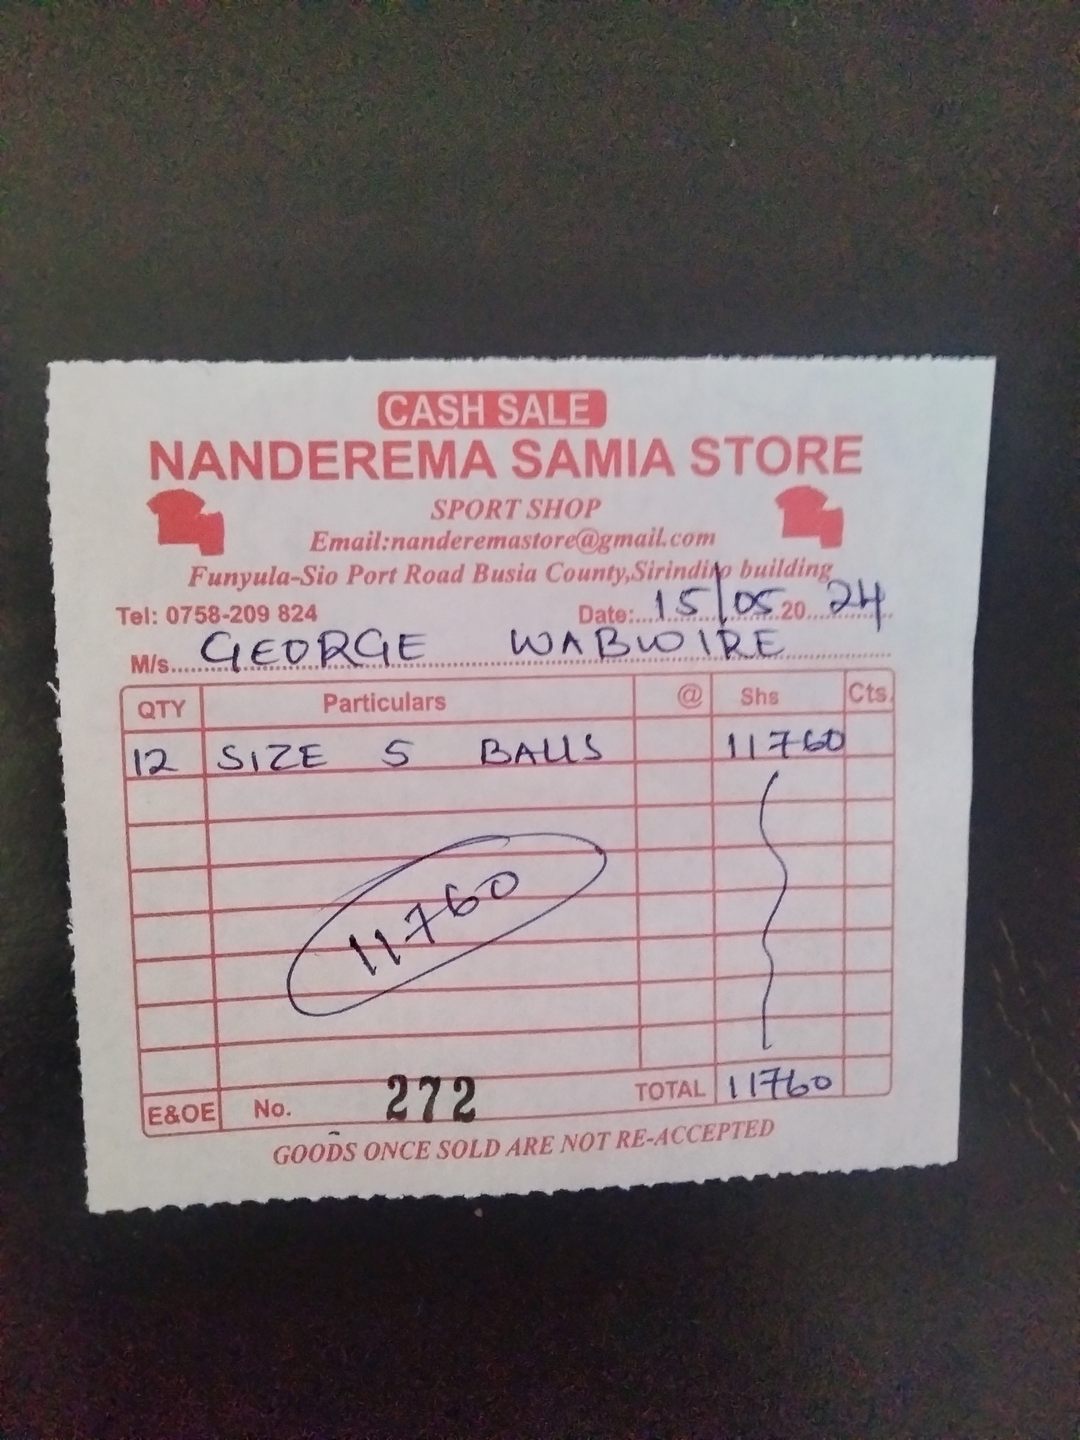 CASH SALE
NANDEREMA SAMIA STORE
SPORT SHOP
Email:nanderemastore@gmail.com
Funyula-Sio Port Road Busia County,Sirindiro building
Tel: 0758-209 824 Date:...15/05.20...24
M/s....GEORGE WABWIRE
QTY Particulars @ Shs Cts.
12 SIZE 5 BALLS 11760
11760
E&OE No. 272 TOTAL 11760
GOODS ONCE SOLD ARE NOT RE-ACCEPTED